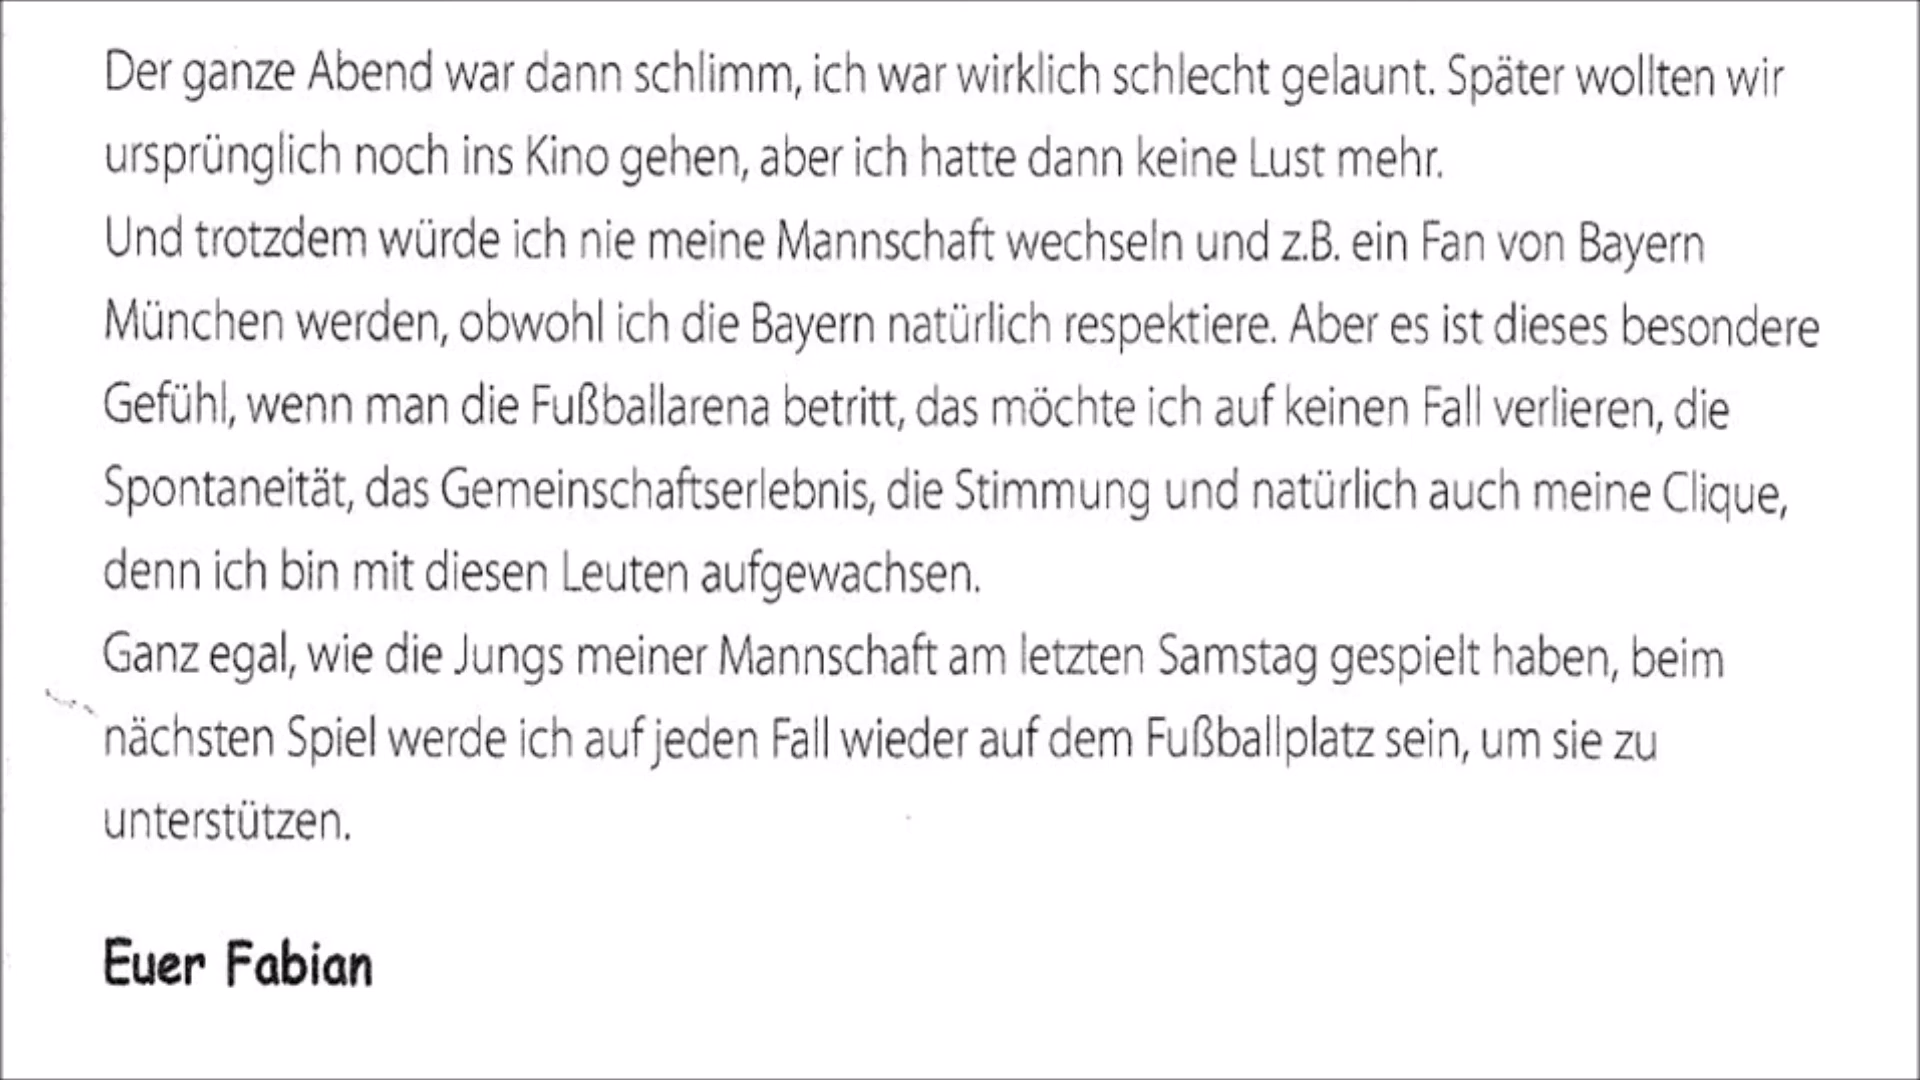 Der ganze Abend war dann schlimm, ich war wirklich schlecht gelaunt. Später wollten wir
ursprünglich noch ins Kino gehen, aber ich hatte dann keine Lust mehr.
Und trotzdem würde ich nie meine Mannschaft wechseln und z.B. ein Fan von Bayern
München werden, obwohl ich die Bayern natürlich respektiere. Aber es ist dieses besondere
Gefühl, wenn man die Fußballarena betritt, das möchte ich auf keinen Fall verlieren, die
Spontaneität, das Gemeinschaftserlebnis, die Stimmung und natürlich auch meine Clique,
denn ich bin mit diesen Leuten aufgewachsen.
Ganz egal, wie die Jungs meiner Mannschaft am letzten Samstag gespielt haben, beim
nächsten Spiel werde ich auf jeden Fall wieder auf dem Fußballplatz sein, um sie zu
unterstützen.
Euer Fabian